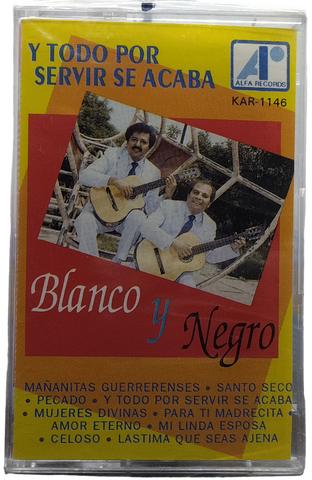 Y TODO POR
SERVIR SE ACABA
ALFA RECORDS
KAR-1146
Blanco y Negro
MAÑANITAS GUERRERENSES • SANTO SECO
• PECADO • Y TODO POR SERVIR SE ACABA
• MUJERES DIVINAS • PARA TI MADRECITA •
AMOR ETERNO • MI LINDA ESPOSA
• CELOSO • LASTIMA QUE SEAS AJENA